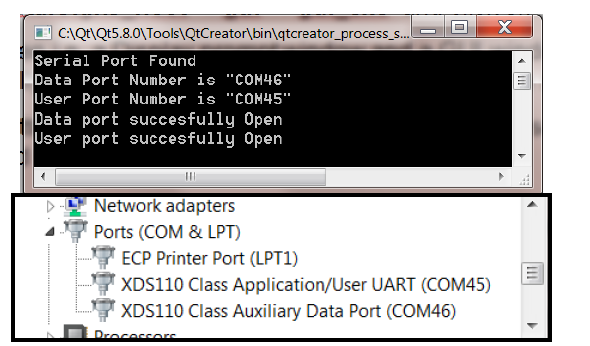 C:\Qt\Qt5.8.0\Tools\QtCreator\bin\qtcreator_process_s...
Serial Port Found
Data Port Number is "COM46"
User Port Number is "COM45"
Data port succesfully Open
User port succesfully Open
Network adapters
Ports (COM & LPT)
ECP Printer Port (LPT1)
XDS110 Class Application/User UART (COM45)
XDS110 Class Auxiliary Data Port (COM46)
Processors